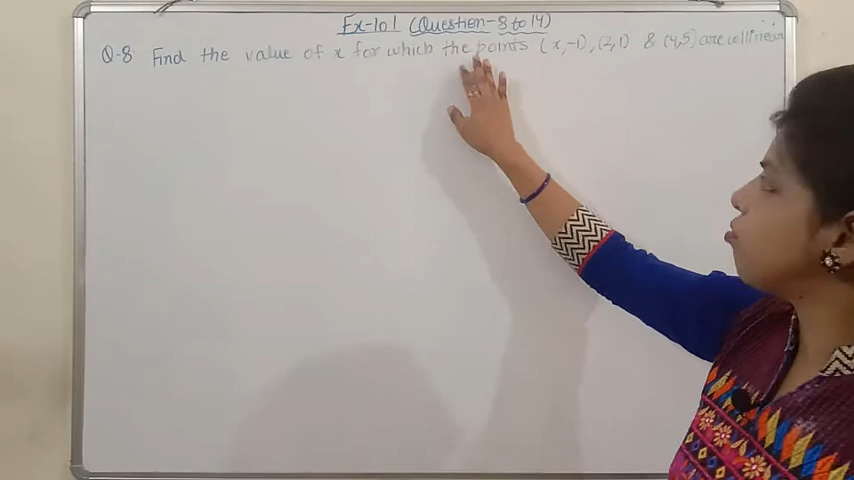 Ex-10.1 (Question-8 to 14)
Q-8 Find the value of x for which the points (x,-1), (2,1) & (4,5) are collinear